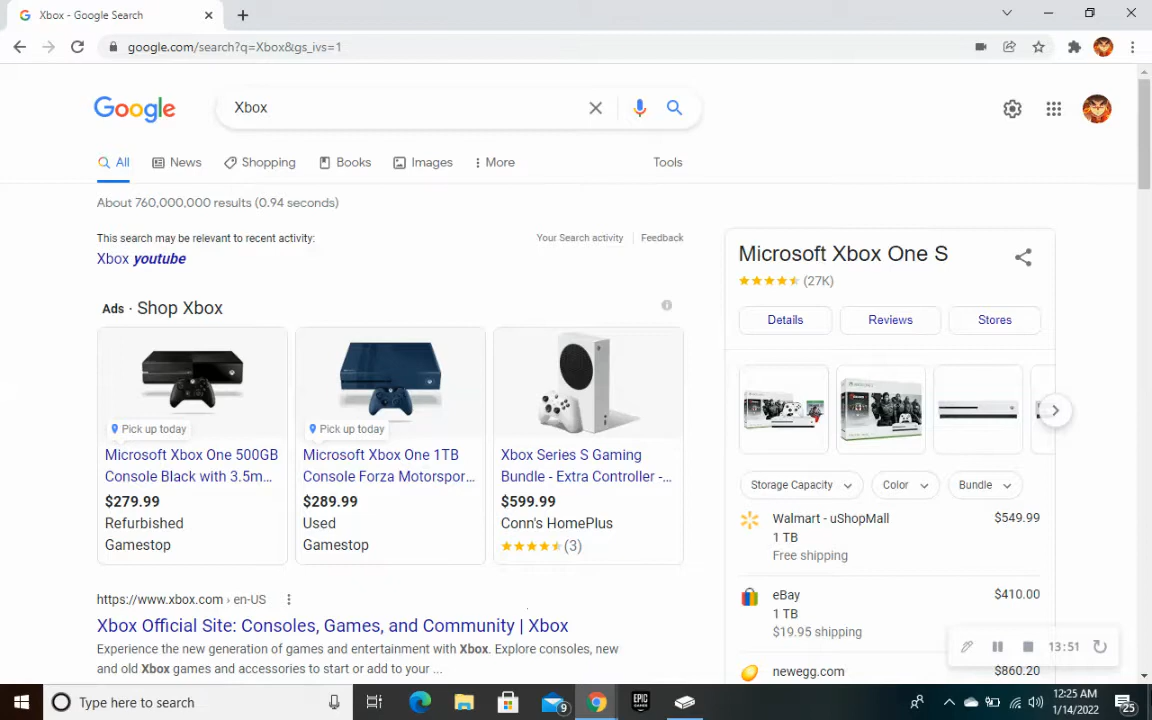 Xbox - Google Search
google.com/search?q=Xbox&gs_ivs=1
Google
Xbox
All
News
Shopping
Books
Images
More
Tools
About 760,000,000 results (0.94 seconds)
This search may be relevant to recent activity:
Your Search activity
Feedback
Xbox youtube
Ads · Shop Xbox
Pick up today
Microsoft Xbox One 500GB
Console Black with 3.5m...
$279.99
Refurbished
Gamestop
Pick up today
Microsoft Xbox One 1TB
Console Forza Motorspor...
$289.99
Used
Gamestop
Xbox Series S Gaming
Bundle - Extra Controller -...
$599.99
Conn's HomePlus
(3)
https://www.xbox.com › en-US
Xbox Official Site: Consoles, Games, and Community | Xbox
Experience the new generation of games and entertainment with Xbox. Explore consoles, new
and old Xbox games and accessories to start or add to your ...
Microsoft Xbox One S
(27K)
Details
Reviews
Stores
Storage Capacity
Color
Bundle
Walmart - uShopMall
$549.99
1 TB
Free shipping
eBay
$410.00
1 TB
$19.95 shipping
newegg.com
$860.20
13:51
Type here to search
9
EPIC
GAMES
12:25 AM
1/14/2022
25